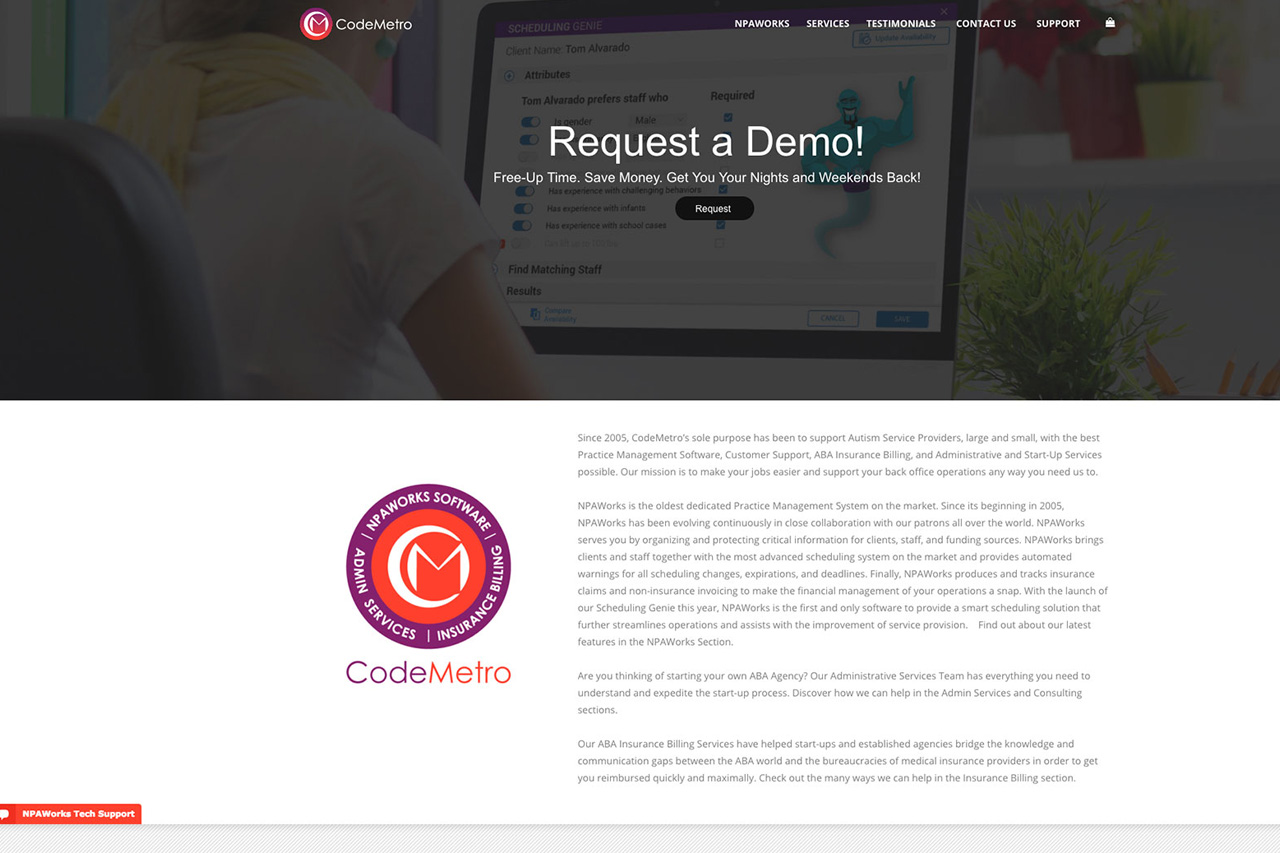 CodeMetro
NPAWORKS SERVICES TESTIMONIALS CONTACT US SUPPORT
SCHEDULING GENIE
Update Availability
Client Name: Tom Alvarado
Attributes
Tom Alvarado prefers staff who Required
Is gender Male
Request a Demo!
Free-Up Time. Save Money. Get You Your Nights and Weekends Back!
Has experience with challenging behaviors
Has experience with infants
Request
Has experience with school cases
Find Matching Staff
Results
Compare
Availability
CANCEL SAVE
Since 2005, CodeMetro's sole purpose has been to support Autism Service Providers, large and small, with the best
Practice Management Software, Customer Support, ABA Insurance Billing, and Administrative and Start-Up Services
possible. Our mission is to make your jobs easier and support your back office operations any way you need us to.
NPAWorks is the oldest dedicated Practice Management System on the market. Since its beginning in 2005,
NPAWorks has been evolving continuously in close collaboration with our patrons all over the world. NPAWorks
serves you by organizing and protecting critical information for clients, staff, and funding sources. NPAWorks brings
clients and staff together with the most advanced scheduling system on the market and provides automated
warnings for all scheduling changes, expirations, and deadlines. Finally, NPAWorks produces and tracks insurance
claims and non-insurance invoicing to make the financial management of your operations a snap. With the launch of
our Scheduling Genie this year, NPAWorks is the first and only software to provide a smart scheduling solution that
further streamlines operations and assists with the improvement of service provision. Find out about our latest
features in the NPAWorks Section.
Are you thinking of starting your own ABA Agency? Our Administrative Services Team has everything you need to
understand and expedite the start-up process. Discover how we can help in the Admin Services and Consulting
sections.
Our ABA Insurance Billing Services have helped start-ups and established agencies bridge the knowledge and
communication gaps between the ABA world and the bureaucracies of medical insurance providers in order to get
you reimbursed quickly and maximally. Check out the many ways we can help in the Insurance Billing section.
| NPAWORKS SOFTWARE |
ADMIN SERVICES | INSURANCE BILLING
CM
CodeMetro
NPAWorks Tech Support